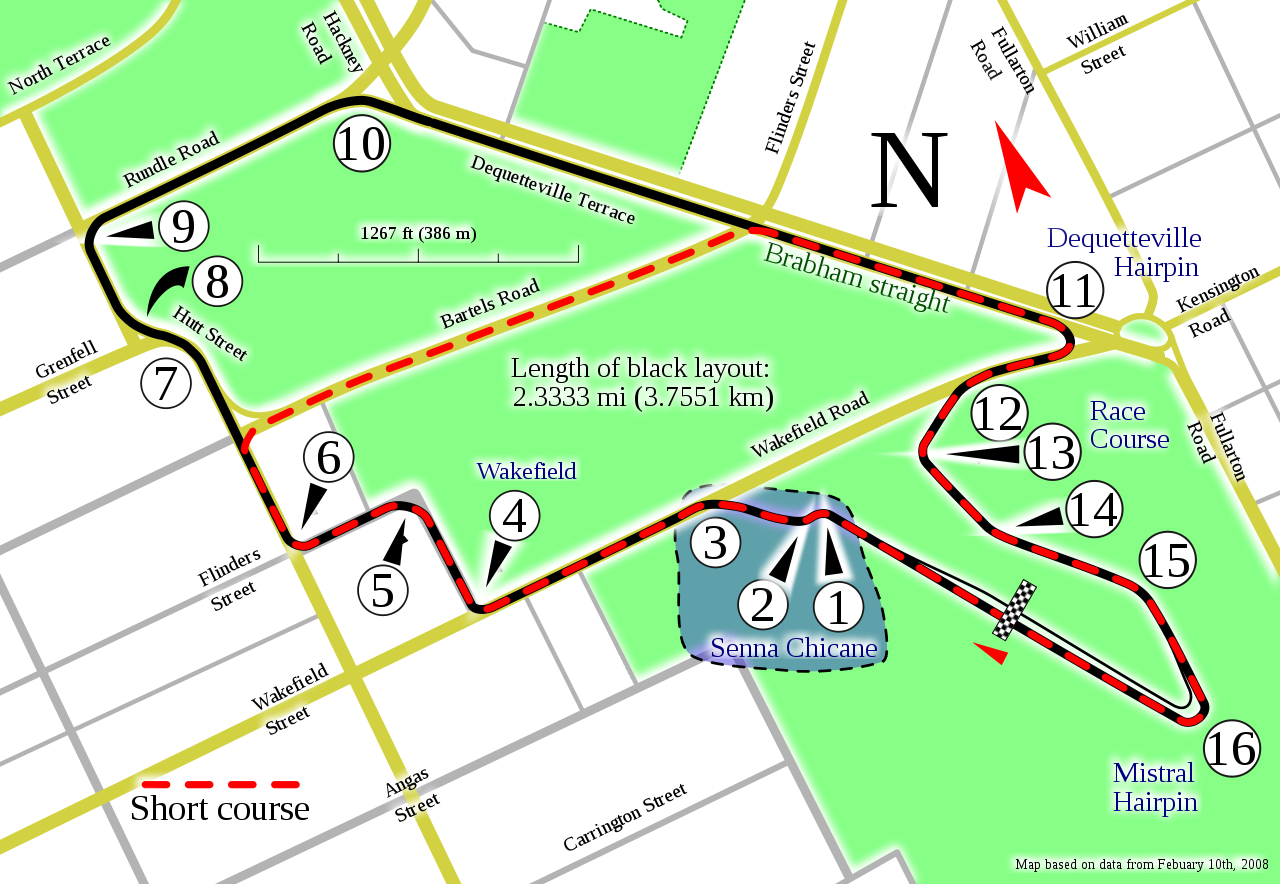 North Terrace
Hackney
Road
Flinders Street
Fullarton
Road
William
Street
N
Rundle Road
10
Dequetteville Terrace
9
1267 ft (386 m)
Dequetteville
Hairpin
8
Brabham straight
11
Kensington
Road
Bartels Road
Hutt Street
Grenfell
Street
7
Length of black layout:
2.3333 mi (3.7551 km)
Wakefield Road
12
Race
Course
Fullarton
Road
6
Wakefield
13
4
14
3
15
Flinders
Street
5
2
1
Senna Chicane
Wakefield
Street
16
Mistral
Hairpin
Angas
Street
Short course
Carrington Street
Map based on data from Febuary 10th, 2008